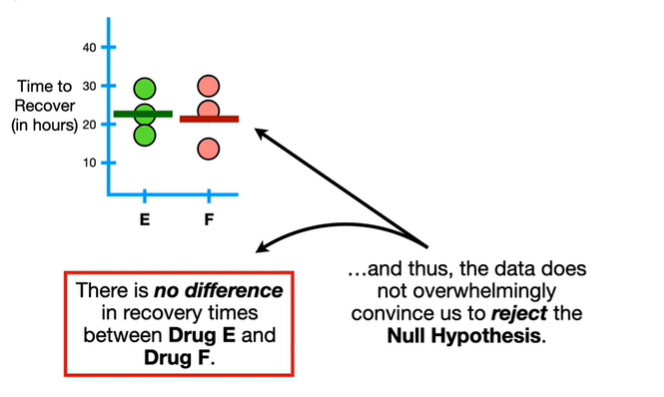 40
Time to
Recover
(in hours)
30
20
10
E
F
There is no difference
in recovery times
between Drug E and
Drug F.
…and thus, the data does
not overwhelmingly
convince us to reject the
Null Hypothesis.